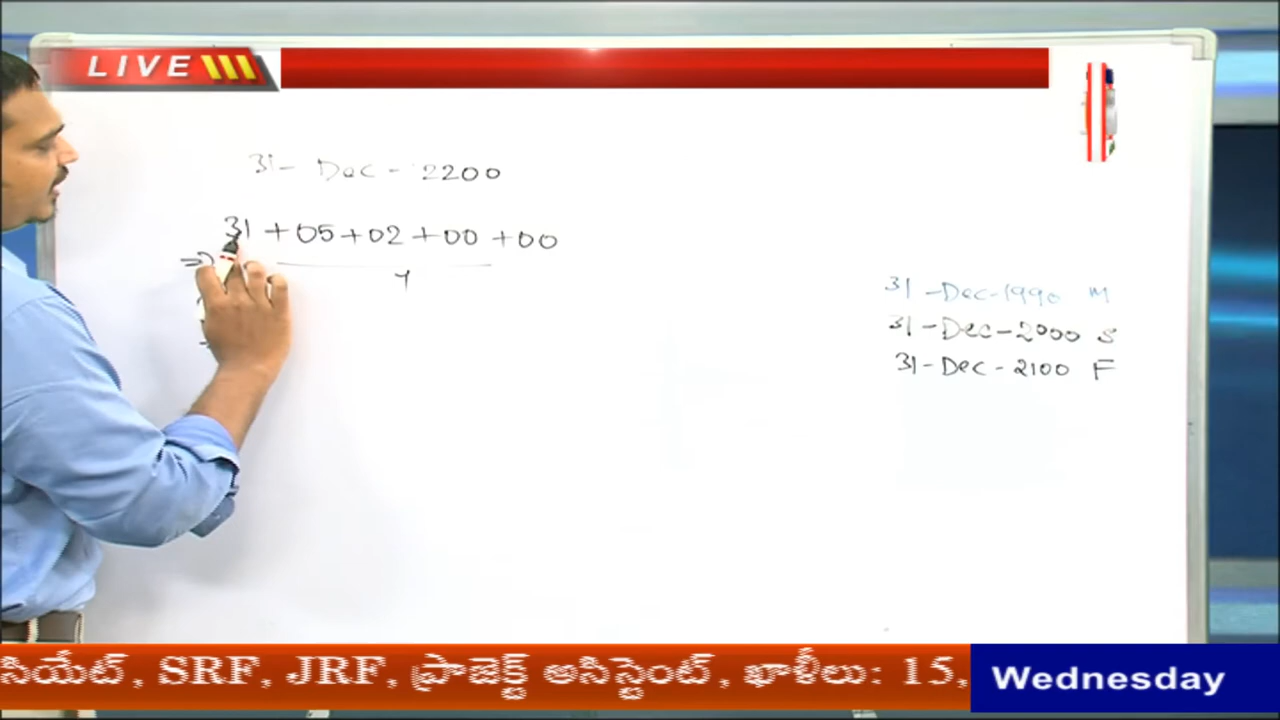 LIVE
31- Dec - 2200
31 + 05 + 02 + 00 + 00
31 -Dec-1990 M
31-Dec-2000 S
31-Dec - 2100 F
సియేట్, SRF, JRF, ప్రాజెక్ట్ అసిస్టెంట్, ఖాళీలు: 15,
Wednesday